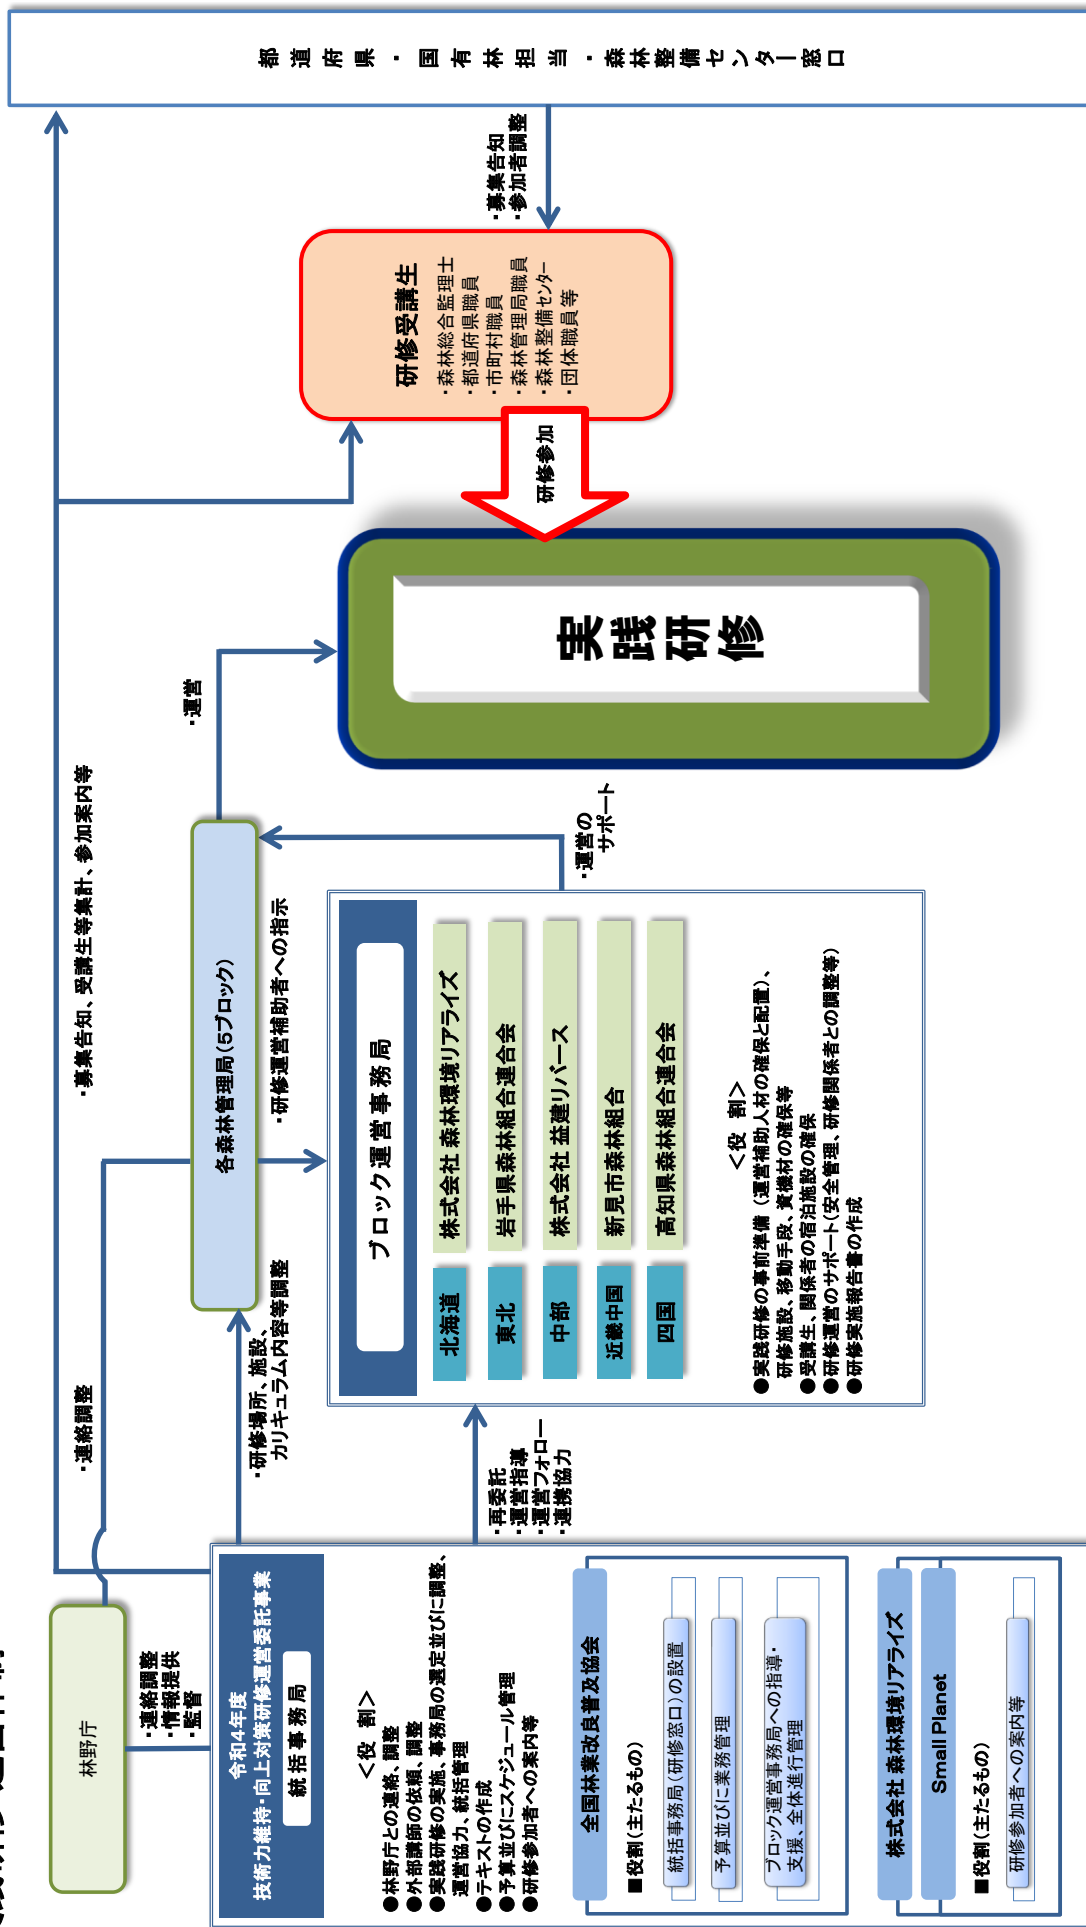 林野庁
・連絡調整
・情報提供
・監督
・連絡調整
・募集告知、受講生等集計、参加案内等
都道府県・国有林担当・森林整備センター窓口
令和4年度
技術力維持・向上対策研修運営委託事業
統括事務局
＜役 割＞
●林野庁との連絡、調整
●外部講師の依頼、調整
●実践研修の実施、事務局の選定並びに調整、
運営協力、統括管理
●テキストの作成
●予算並びにスケジュール管理
●研修参加者への案内等
全国林業改良普及協会
■役割（主たるもの）
統括事務局（研修窓口）の設置
予算並びに業務管理
ブロック運営事務局への指導・
支援、全体進行管理
株式会社 森林環境リアライズ
Small Planet
■役割（主たるもの）
研修参加者への案内等
・研修場所、施設、
カリキュラム内容等調整
・再委託
・運営指導
・運営フォロー
・連携協力
各森林管理局（5ブロック）
・研修運営補助者への指示
・運営
ブロック運営事務局
北海道 株式会社 森林環境リアライズ
東北 岩手県森林組合連合会
中部 株式会社 益建リバース
近畿中国 新見市森林組合
四国 高知県森林組合連合会
＜役 割＞
●実践研修の事前準備（運営補助人材の確保と配置）、
研修施設、移動手段、資機材の確保等
●受講生、関係者の宿泊施設の確保
●研修運営のサポート（安全管理、研修関係者との調整等）
●研修実施報告書の作成
・運営の
サポート
実践研修
研修参加
研修受講生
・森林総合監理士
・都道府県職員
・市町村職員
・森林管理局職員
・森林整備センター
・団体職員等
・募集告知
・参加者調整